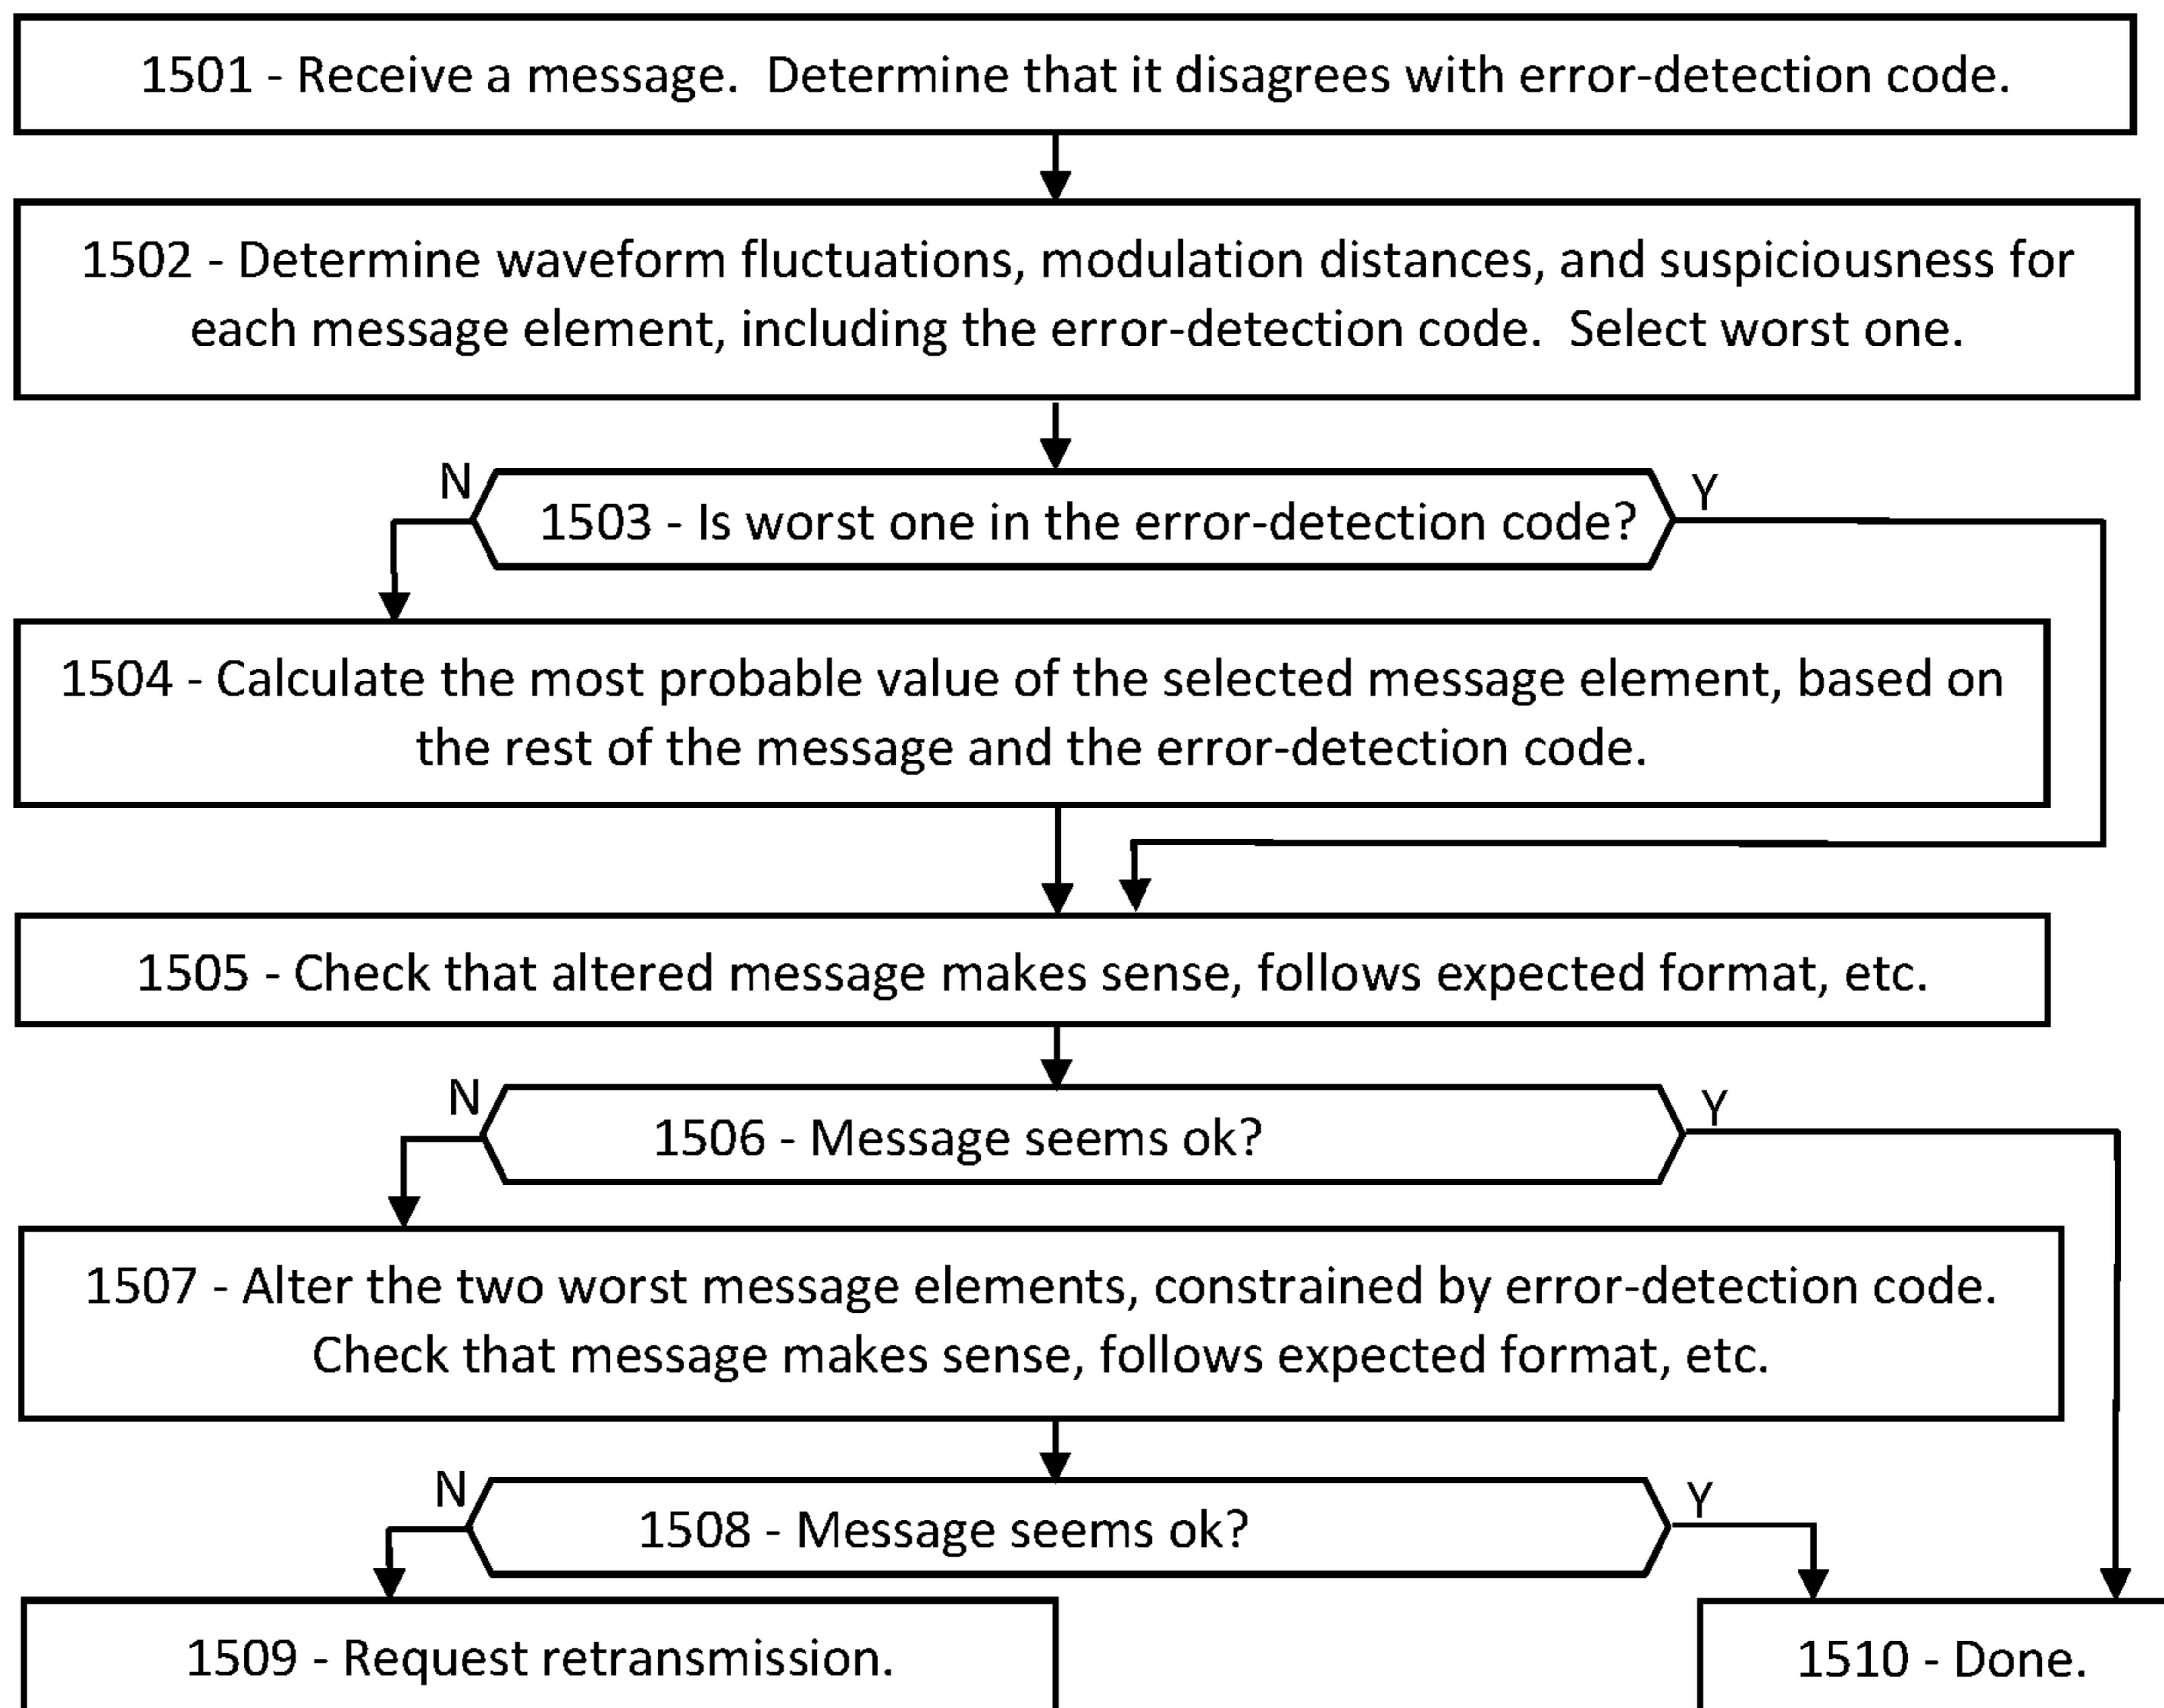 1501 - Receive a message.  Determine that it disagrees with error-detection code.
1502 - Determine waveform fluctuations, modulation distances, and suspiciousness for
each message element, including the error-detection code.  Select worst one.
N
Y
1503 - Is worst one in the error-detection code?
1504 - Calculate the most probable value of the selected message element, based on
the rest of the message and the error-detection code.
1505 - Check that altered message makes sense, follows expected format, etc.
N
Y
1506 - Message seems ok?
1507 - Alter the two worst message elements, constrained by error-detection code.
Check that message makes sense, follows expected format, etc.
N
Y
1508 - Message seems ok?
1509 - Request retransmission.
1510 - Done.